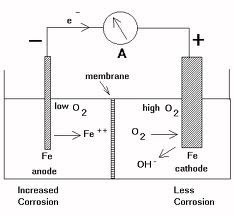 e -
A
− +
membrane
low O2 high O2
Fe ++ O2
OH-
Fe Fe
anode cathode
Increased Less
Corrosion Corrosion